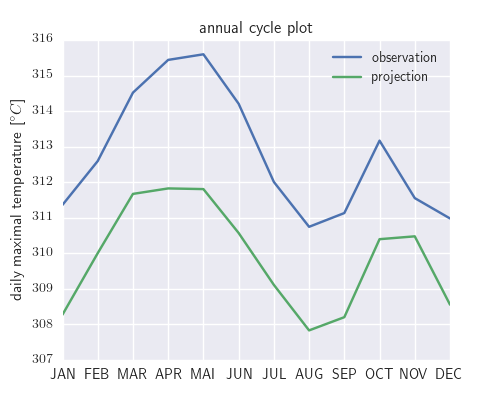 annual cycle plot
316
315
314
313
312
311
310
309
308
307
daily maximal temperature [°C]
observation
projection
JAN FEB MAR APR MAI JUN JUL AUG SEP OCT NOV DEC